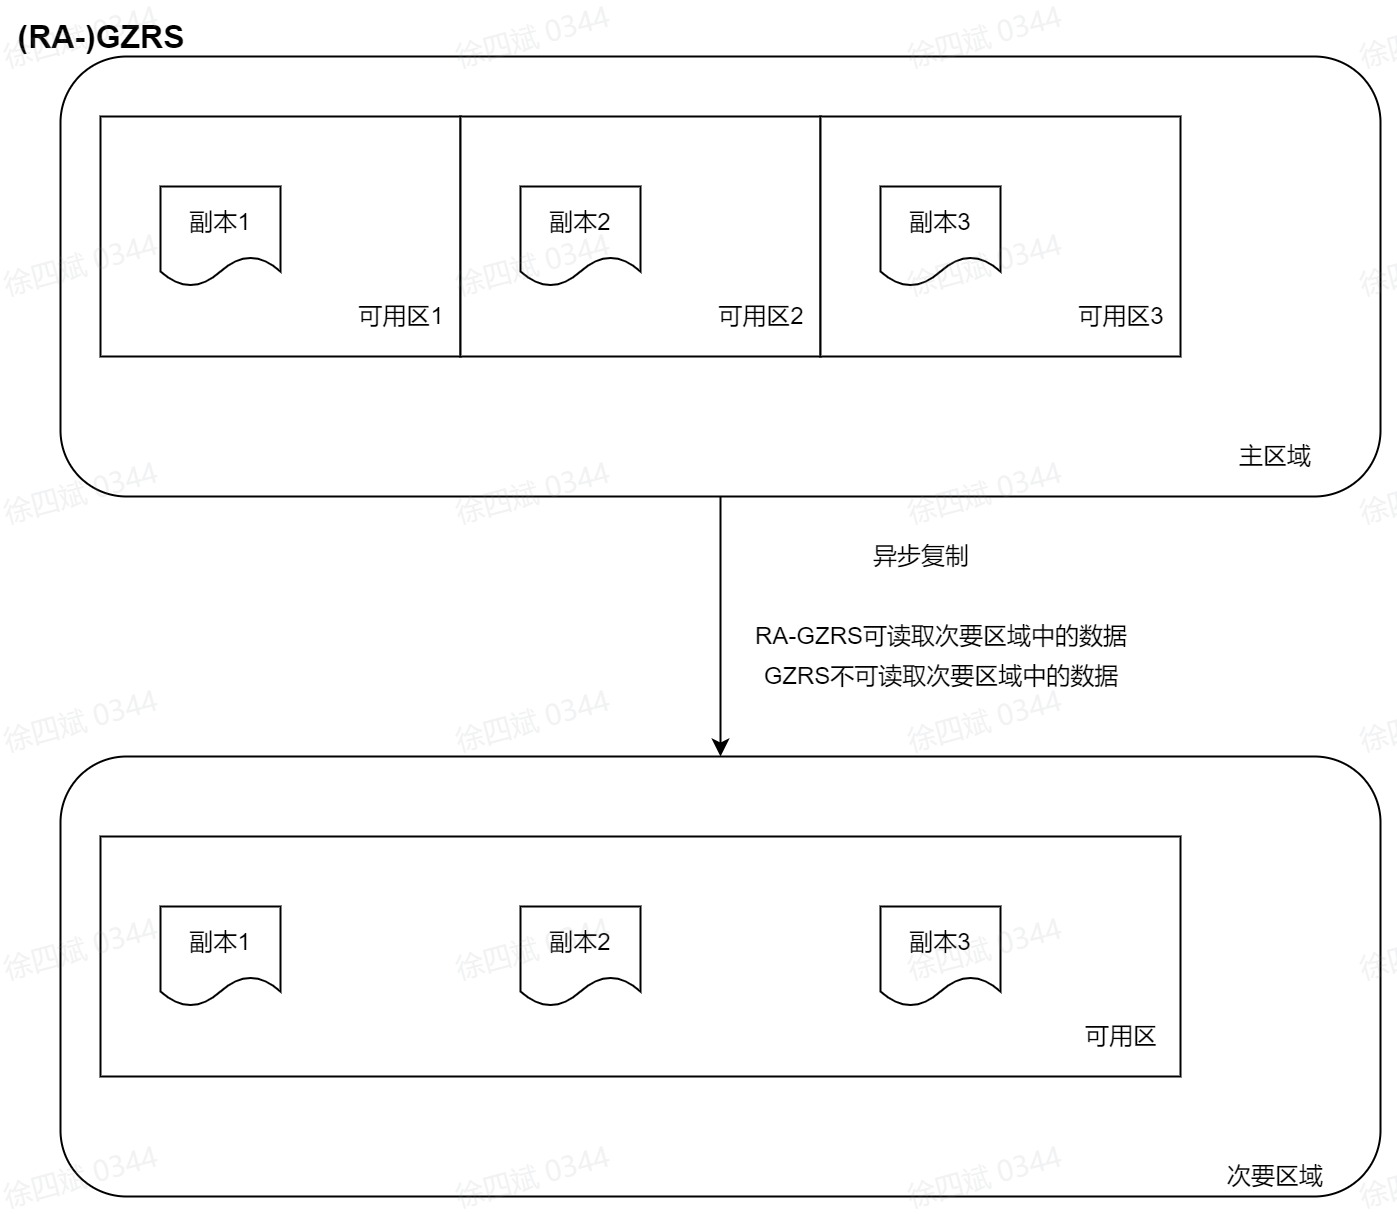 (RA-)GZRS
副本1
副本2
副本3
可用区1
可用区2
可用区3
主区域
异步复制
RA-GZRS可读取次要区域中的数据
GZRS不可读取次要区域中的数据
副本1
副本2
副本3
可用区
次要区域
徐四斌 0344